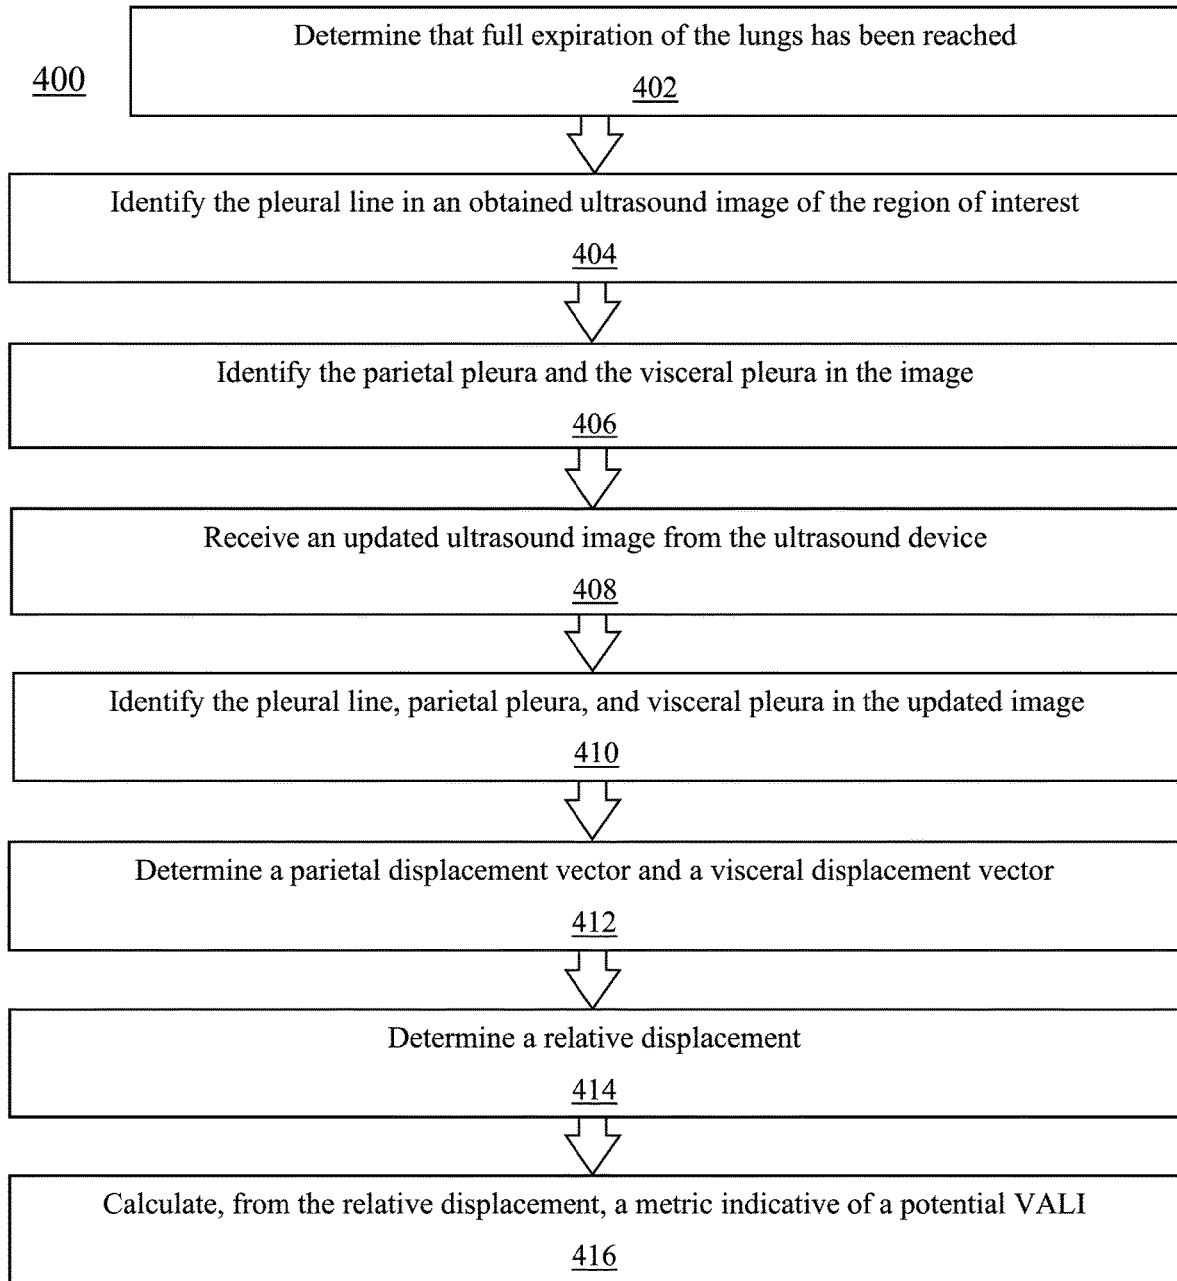 Determine that full expiration of the lungs has been reached
400
402
Identify the pleural line in an obtained ultrasound image of the region of interest
404
Identify the parietal pleura and the visceral pleura in the image
406
Receive an updated ultrasound image from the ultrasound device
408
Identify the pleural line, parietal pleura, and visceral pleura in the updated image
410
Determine a parietal displacement vector and a visceral displacement vector
412
Determine a relative displacement
414
Calculate, from the relative displacement, a metric indicative of a potential VALI
416